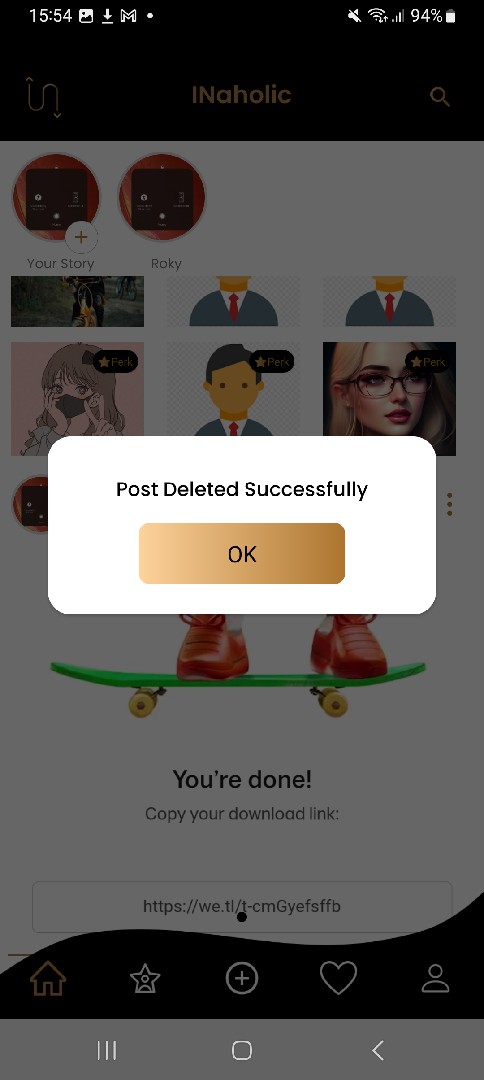 15:54
94%
INaholic
Your Story
Roky
Perk
Perk
Perk
Post Deleted Successfully
OK
You're done!
Copy your download link:
https://we.tl/t-cmGyefsffb